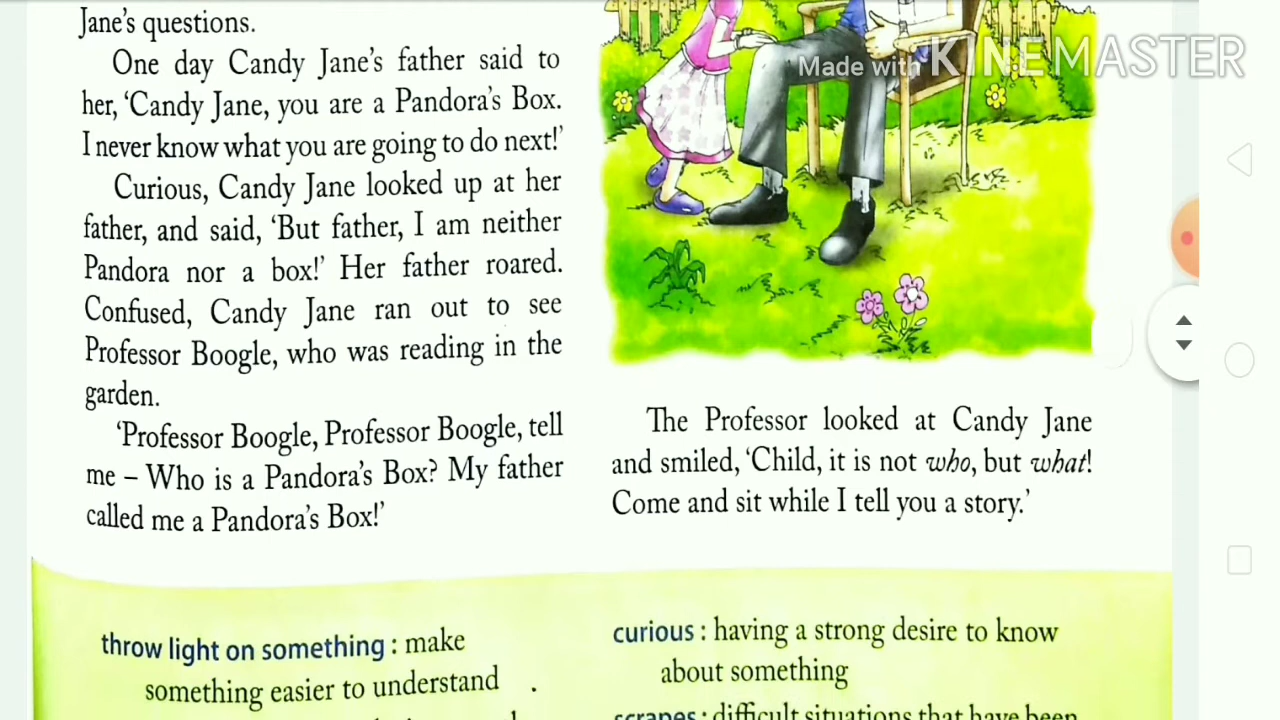 Jane's questions.
One day Candy Jane's father said to
her, 'Candy Jane, you are a Pandora's Box.
I never know what you are going to do next!'
Curious, Candy Jane looked up at her
father, and said, 'But father, I am neither
Pandora nor a box!' Her father roared.
Confused, Candy Jane ran out to see
Professor Boogle, who was reading in the
garden.
'Professor Boogle, Professor Boogle, tell
me – Who is a Pandora's Box? My father
called me a Pandora's Box!'
Made with KINEMASTER
The Professor looked at Candy Jane
and smiled, 'Child, it is not who, but what!
Come and sit while I tell you a story.'
throw light on something : make
something easier to understand
curious : having a strong desire to know
about something
scrapes : difficult situations that have been